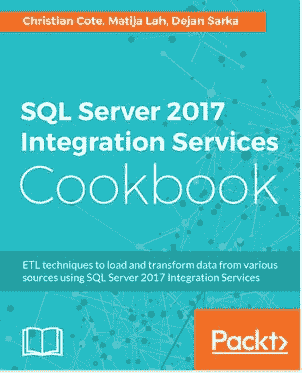 Christian Cote, Matija Lah, Dejan Sarka
SQL Server 2017
Integration Services
Cookbook
ETL techniques to load and transform data from various
sources using SQL Server 2017 Integration Services
Packt>